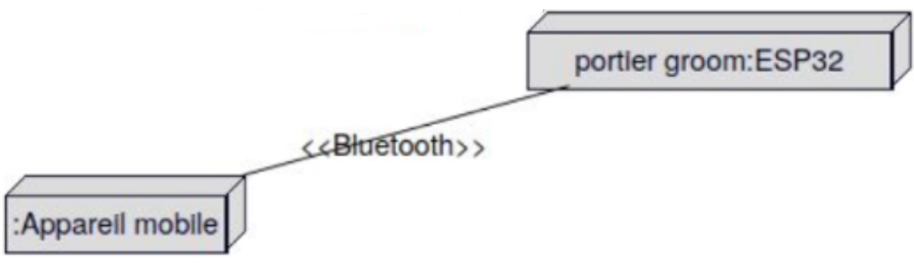 portier groom:ESP32
<<Bluetooth>>
:Appareil mobile